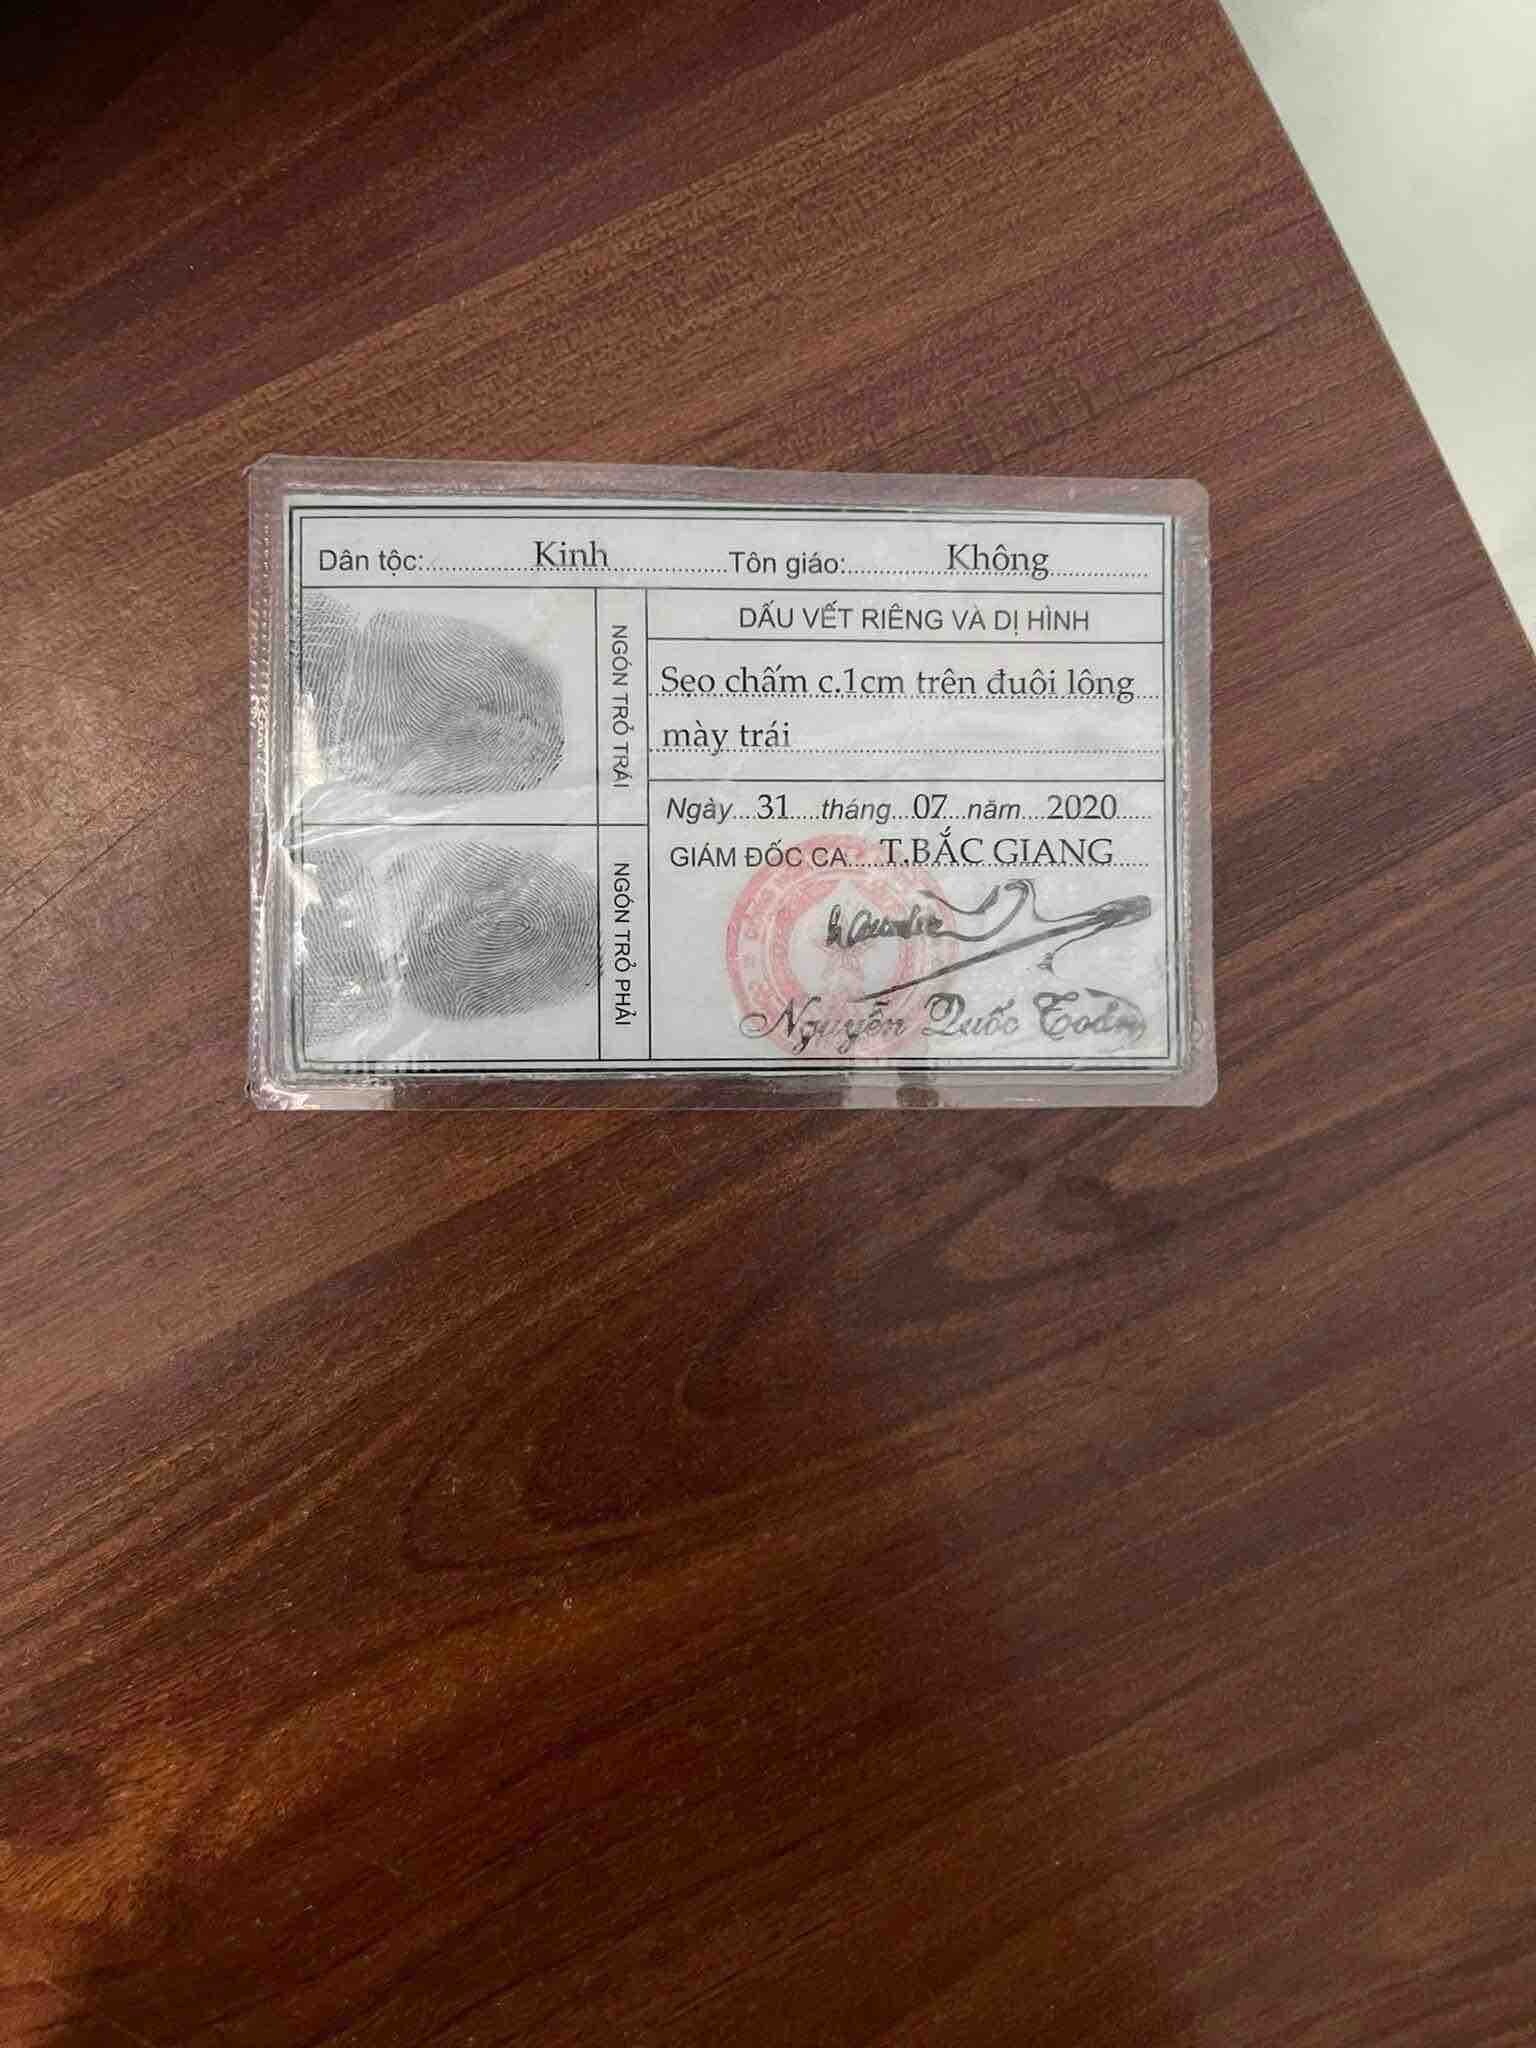 Dân tộc: Kinh Tôn giáo: Không
NGÓN TRỎ TRÁI
DẤU VẾT RIÊNG VÀ DỊ HÌNH
Sẹo chấm c.1cm trên đuôi lông
mày trái
Ngày 31 tháng 07 năm 2020
GIÁM ĐỐC CA T.BẮC GIANG
NGÓN TRỎ PHẢI
Nguyễn Quốc Toản